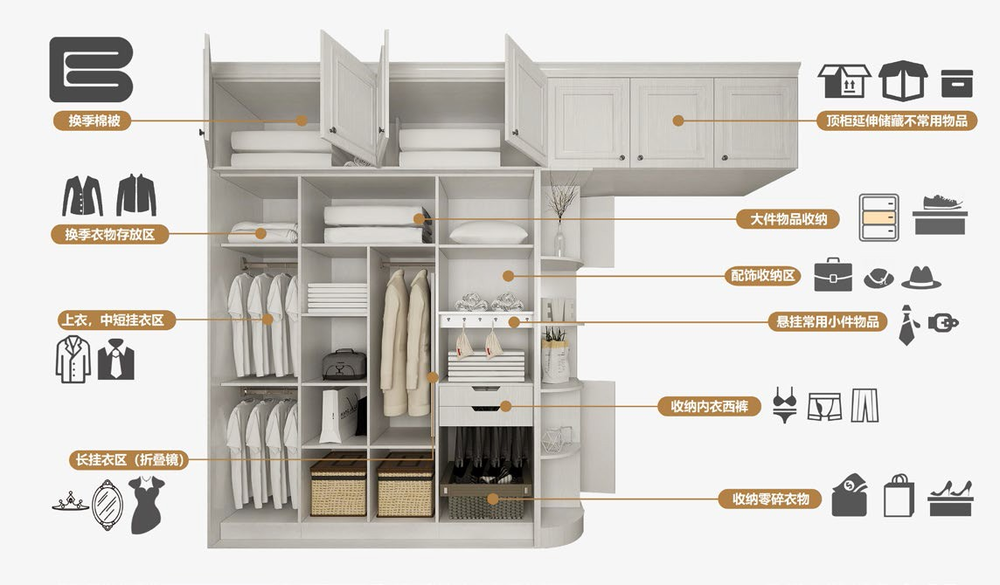 换季棉被
顶柜延伸储藏不常用物品
换季衣物存放区
大件物品收纳
配饰收纳区
上衣，中短挂衣区
悬挂常用小件物品
收纳内衣西裤
长挂衣区（折叠镜）
收纳零碎衣物